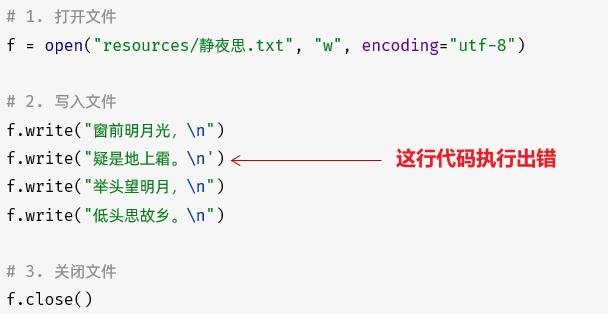 # 1. 打开文件
f = open("resources/静夜思.txt", "w", encoding="utf-8")
# 2. 写入文件
f.write("窗前明月光，\n")
f.write("疑是地上霜。\n') 这行代码执行出错
f.write("举头望明月，\n")
f.write("低头思故乡。\n")
# 3. 关闭文件
f.close()